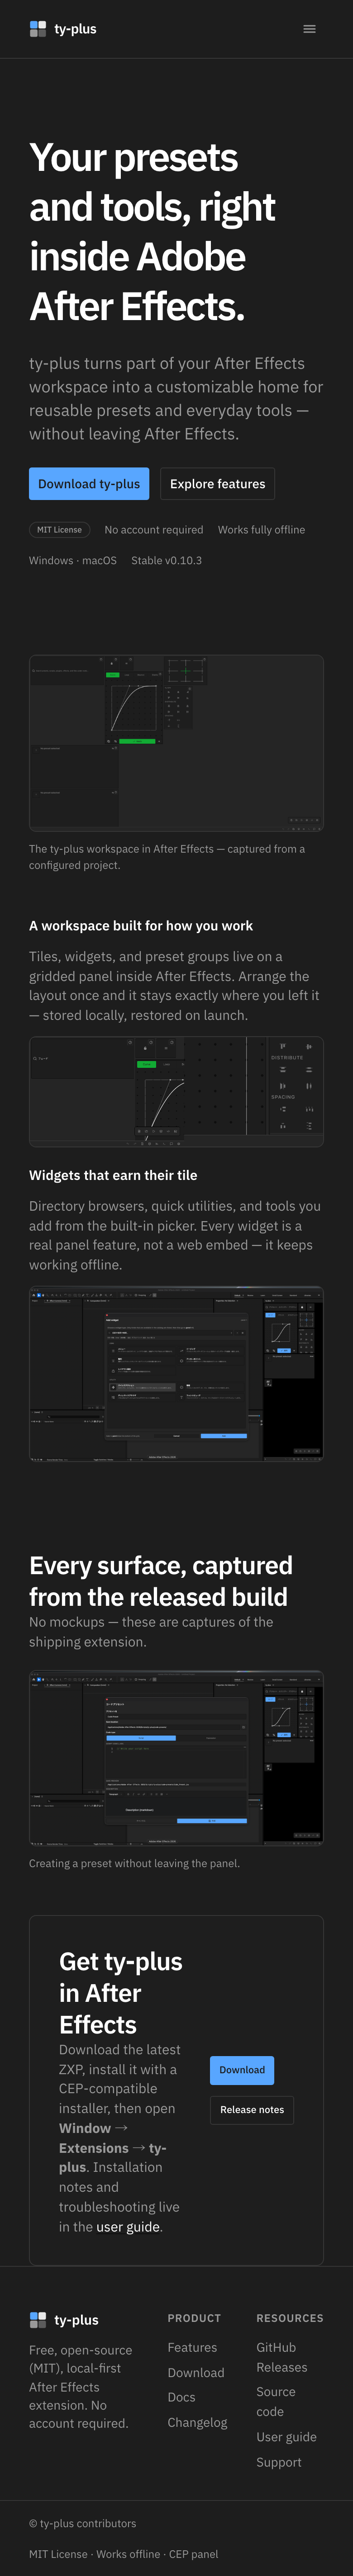 ty-plus
Your presets
and tools, right
inside Adobe
After Effects.
ty-plus turns part of your After Effects
workspace into a customizable home for
reusable presets and everyday tools —
without leaving After Effects.
Download ty-plus
Explore features
MIT License
No account required
Works fully offline
Windows · macOS
Stable v0.10.3
The ty-plus workspace in After Effects — captured from a
configured project.
A workspace built for how you work
Tiles, widgets, and preset groups live on a
gridded panel inside After Effects. Arrange the
layout once and it stays exactly where you left it
— stored locally, restored on launch.
DISTRIBUTE
SPACING
Widgets that earn their tile
Directory browsers, quick utilities, and tools you
add from the built-in picker. Every widget is a
real panel feature, not a web embed — it keeps
working offline.
Every surface, captured
from the released build
No mockups — these are captures of the
shipping extension.
Creating a preset without leaving the panel.
Get ty-plus
in After
Effects
Download the latest
ZXP, install it with a
CEP-compatible
installer, then open
Window →
Extensions → ty-
plus. Installation
notes and
troubleshooting live
in the user guide.
Download
Release notes
ty-plus
Free, open-source
(MIT), local-first
After Effects
extension. No
account required.
PRODUCT
Features
Download
Docs
Changelog
RESOURCES
GitHub
Releases
Source
code
User guide
Support
© ty-plus contributors
MIT License · Works offline · CEP panel